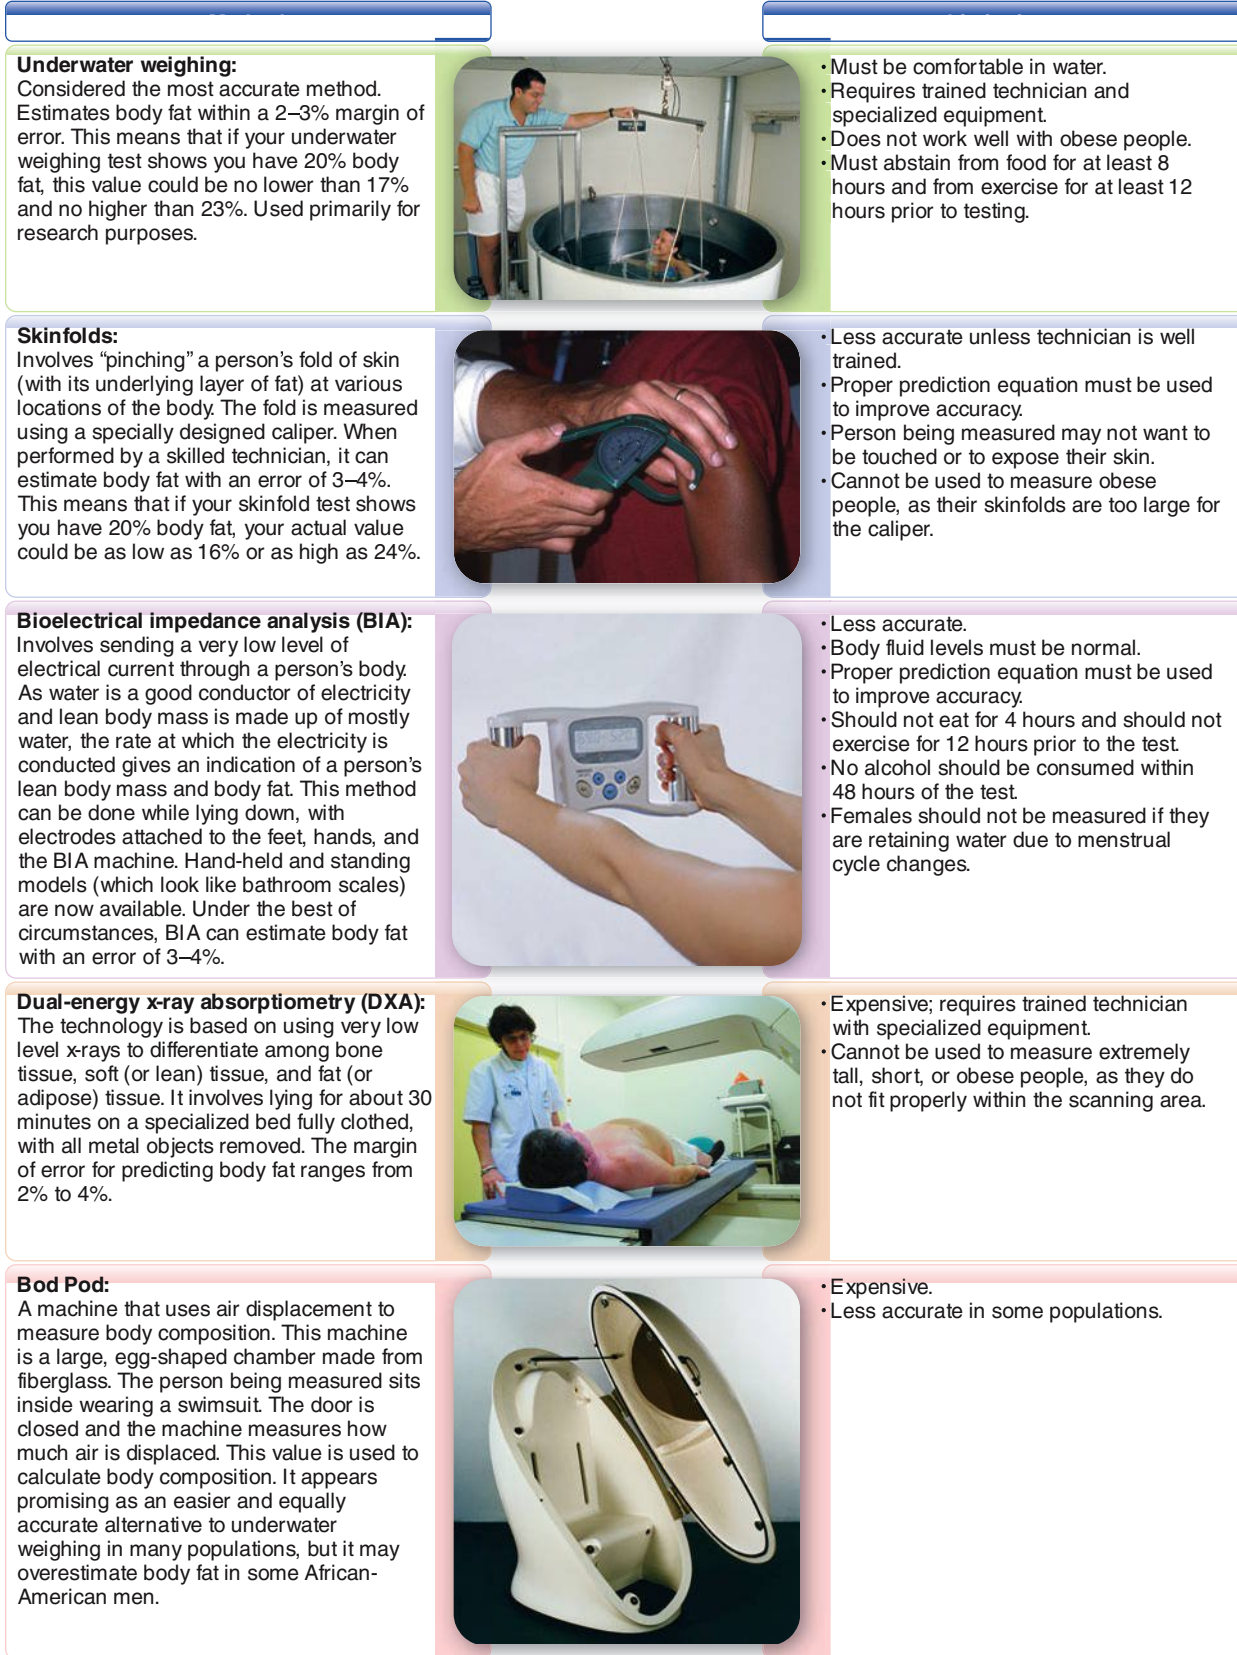 Underwater weighing:
Considered the most accurate method.
Estimates body fat within a 2–3% margin of
error. This means that if your underwater
weighing test shows you have 20% body
fat, this value could be no lower than 17%
and no higher than 23%. Used primarily for
research purposes.
• Must be comfortable in water.
• Requires trained technician and
specialized equipment.
• Does not work well with obese people.
• Must abstain from food for at least 8
hours and from exercise for at least 12
hours prior to testing.
Skinfolds:
Involves “pinching” a person’s fold of skin
(with its underlying layer of fat) at various
locations of the body. The fold is measured
using a specially designed caliper. When
performed by a skilled technician, it can
estimate body fat with an error of 3–4%.
This means that if your skinfold test shows
you have 20% body fat, your actual value
could be as low as 16% or as high as 24%.
• Less accurate unless technician is well
trained.
• Proper prediction equation must be used
to improve accuracy.
• Person being measured may not want to
be touched or to expose their skin.
• Cannot be used to measure obese
people, as their skinfolds are too large for
the caliper.
Bioelectrical impedance analysis (BIA):
Involves sending a very low level of
electrical current through a person’s body.
As water is a good conductor of electricity
and lean body mass is made up of mostly
water, the rate at which the electricity is
conducted gives an indication of a person’s
lean body mass and body fat. This method
can be done while lying down, with
electrodes attached to the feet, hands, and
the BIA machine. Hand-held and standing
models (which look like bathroom scales)
are now available. Under the best of
circumstances, BIA can estimate body fat
with an error of 3–4%.
• Less accurate.
• Body fluid levels must be normal.
• Proper prediction equation must be used
to improve accuracy.
• Should not eat for 4 hours and should not
exercise for 12 hours prior to the test.
• No alcohol should be consumed within
48 hours of the test.
• Females should not be measured if they
are retaining water due to menstrual
cycle changes.
Dual-energy x-ray absorptiometry (DXA):
The technology is based on using very low
level x-rays to differentiate among bone
tissue, soft (or lean) tissue, and fat (or
adipose) tissue. It involves lying for about 30
minutes on a specialized bed fully clothed,
with all metal objects removed. The margin
of error for predicting body fat ranges from
2% to 4%.
• Expensive; requires trained technician
with specialized equipment.
• Cannot be used to measure extremely
tall, short, or obese people, as they do
not fit properly within the scanning area.
Bod Pod:
A machine that uses air displacement to
measure body composition. This machine
is a large, egg-shaped chamber made from
fiberglass. The person being measured sits
inside wearing a swimsuit. The door is
closed and the machine measures how
much air is displaced. This value is used to
calculate body composition. It appears
promising as an easier and equally
accurate alternative to underwater
weighing in many populations, but it may
overestimate body fat in some African-
American men.
• Expensive.
• Less accurate in some populations.